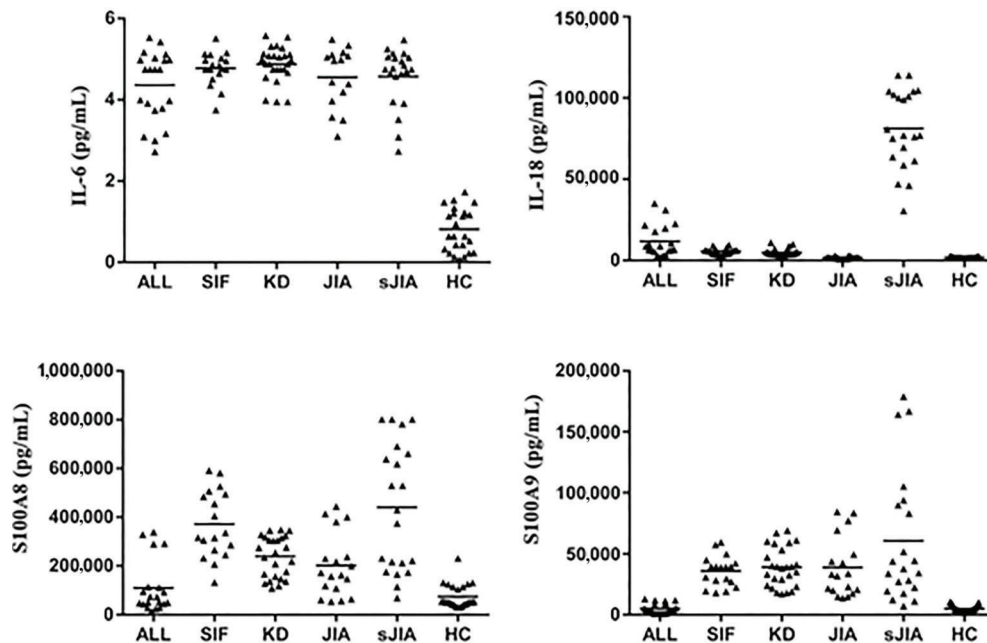 6
4
2
0
IL-6 (pg/mL)
ALL SIF KD JIA sJIA HC
150,000
100,000
50,000
0
IL-18 (pg/mL)
ALL SIF KD JIA sJIA HC
1,000,000
800,000
600,000
400,000
200,000
0
S100A8 (pg/mL)
ALL SIF KD JIA sJIA HC
200,000
150,000
100,000
50,000
0
S100A9 (pg/mL)
ALL SIF KD JIA sJIA HC